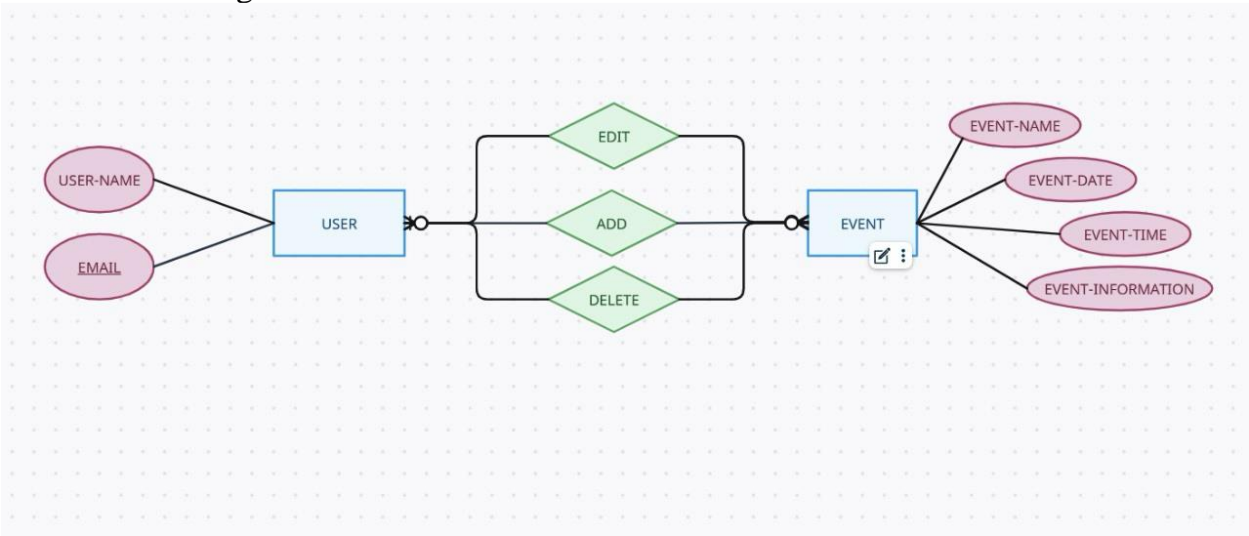 g
USER-NAME
EMAIL
USER
EDIT
ADD
DELETE
EVENT
EVENT-NAME
EVENT-DATE
EVENT-TIME
EVENT-INFORMATION